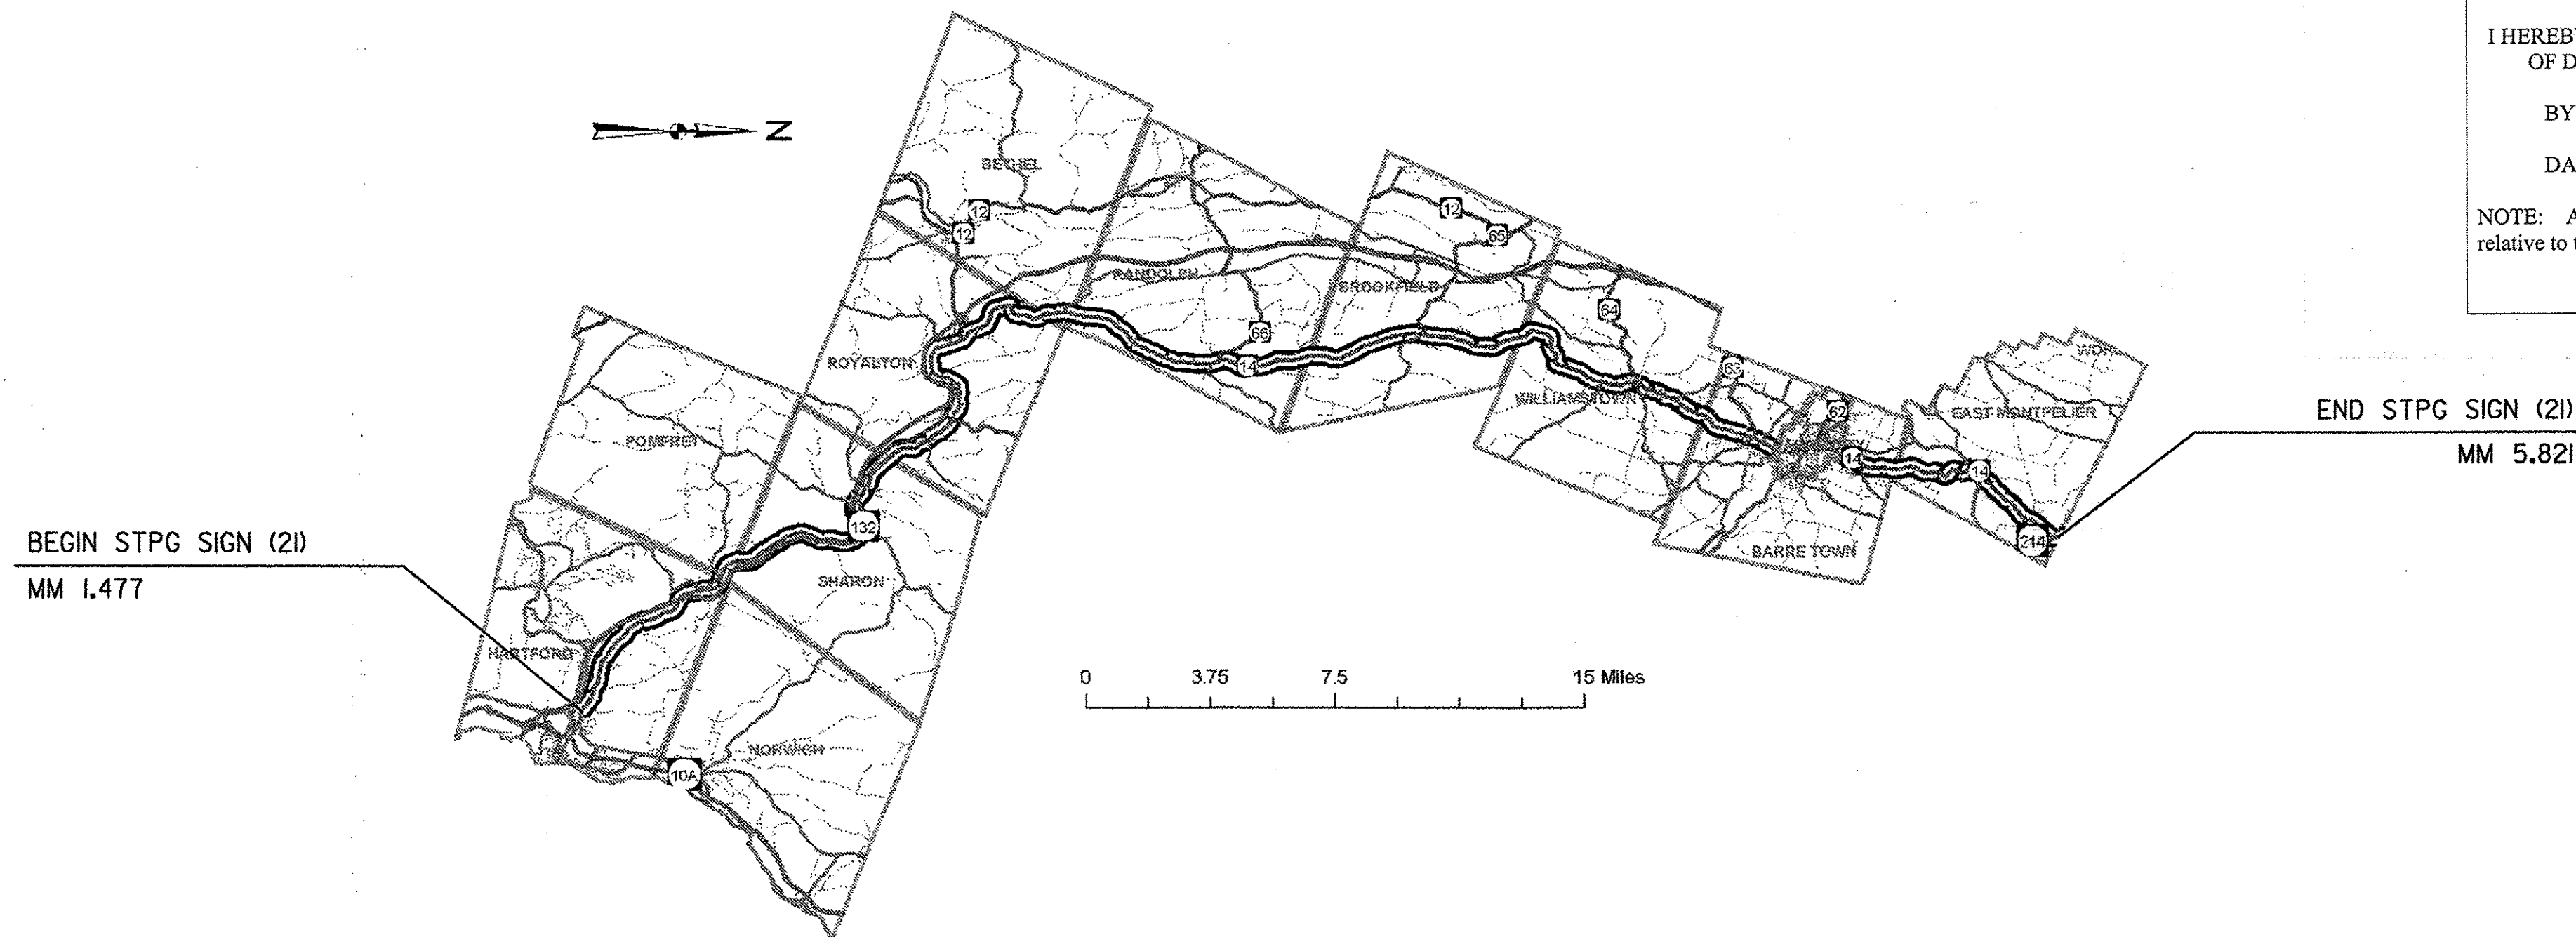 I HEREB
OF D
BY
DA
NOTE: A
relative to t
N
BETHEL
12
12
12
65
RANDOLPH
BROOKFIELD
64
66
14
ROYALTON
63
WILLIAMSTOWN
62
EAST MONTPELIER
POMFRET
14
14
END STPG SIGN (21)
MM 5.821
132
214
BARRE TOWN
BEGIN STPG SIGN (21)
MM 1.477
SHARON
HARTFORD
0 3.75 7.5 15 Miles
NORWICH
10A